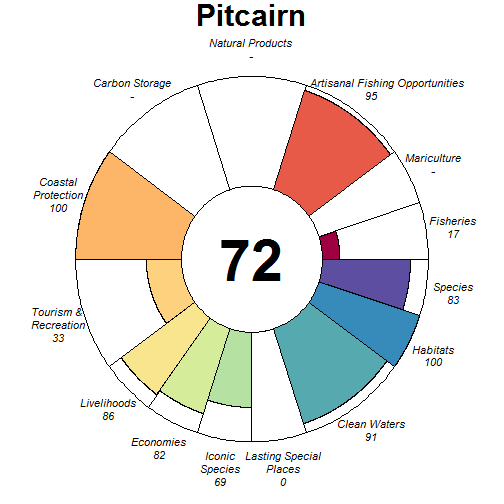 Pitcairn
Natural Products
-
Carbon Storage
-
Artisanal Fishing Opportunities
95
Mariculture
-
Coastal
Protection
100
Fisheries
17
72
Species
83
Tourism &
Recreation
33
Habitats
100
Livelihoods
86
Clean Waters
91
Economies
82
Iconic
Species
69
Lasting Special
Places
0